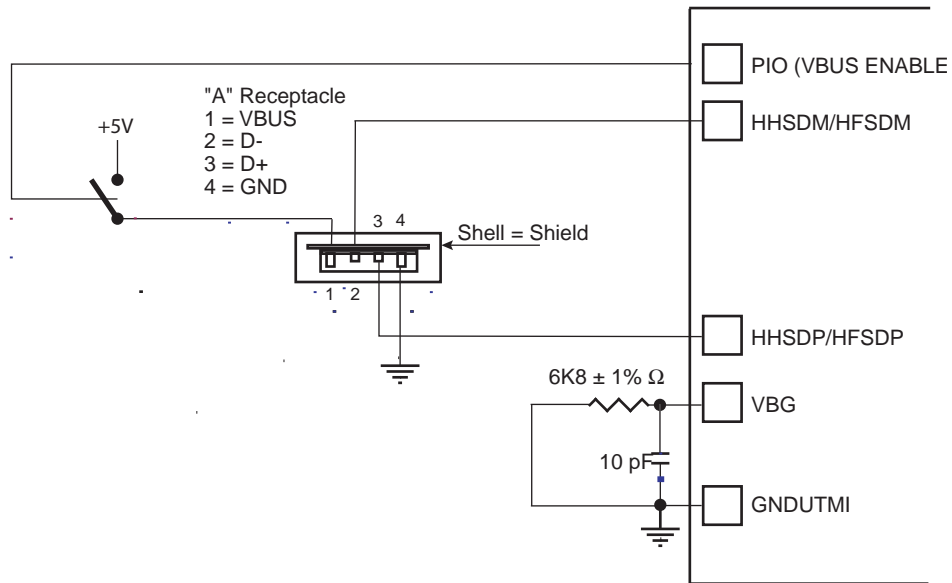 PIO (VBUS ENABLE
"A" Receptacle
1 = VBUS
2 = D-
3 = D+
4 = GND
+5V
HHSDM/HFSDM
3 4
Shell = Shield
1 2
HHSDP/HFSDP
6K8 ± 1% Ω
VBG
10 pF
GNDUTMI